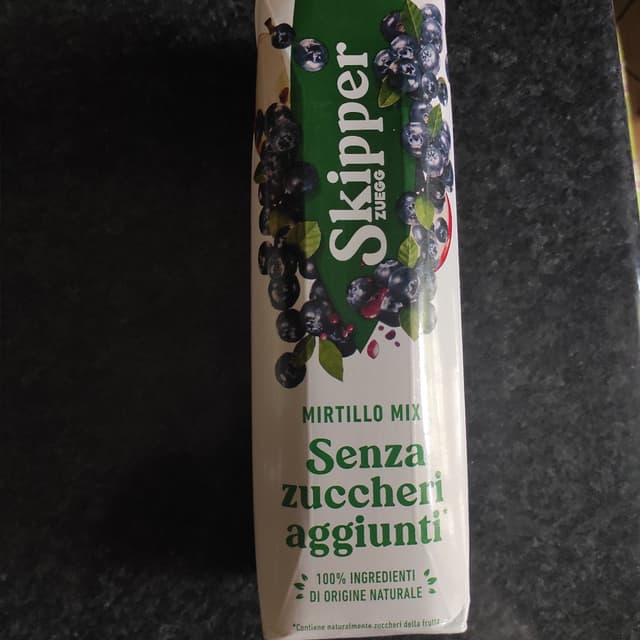 Skipper
ZUEGG
MIRTILLO MIX
Senza
zuccheri
aggiunti*
100% INGREDIENTI
DI ORIGINE NATURALE
*Contiene naturalmente zuccheri della frutta